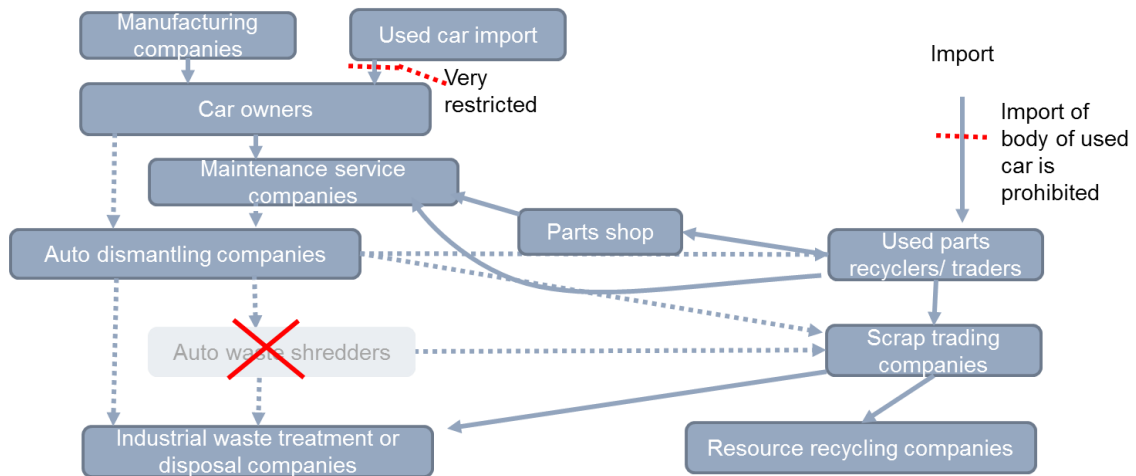 Manufacturing
companies
Used car import
Import
Very
restricted
Car owners
Import of
body of used
car is
prohibited
Maintenance service
companies
Parts shop
Auto dismantling companies
Used parts
recyclers/ traders
Auto waste shredders
Scrap trading
companies
Industrial waste treatment or
disposal companies
Resource recycling companies